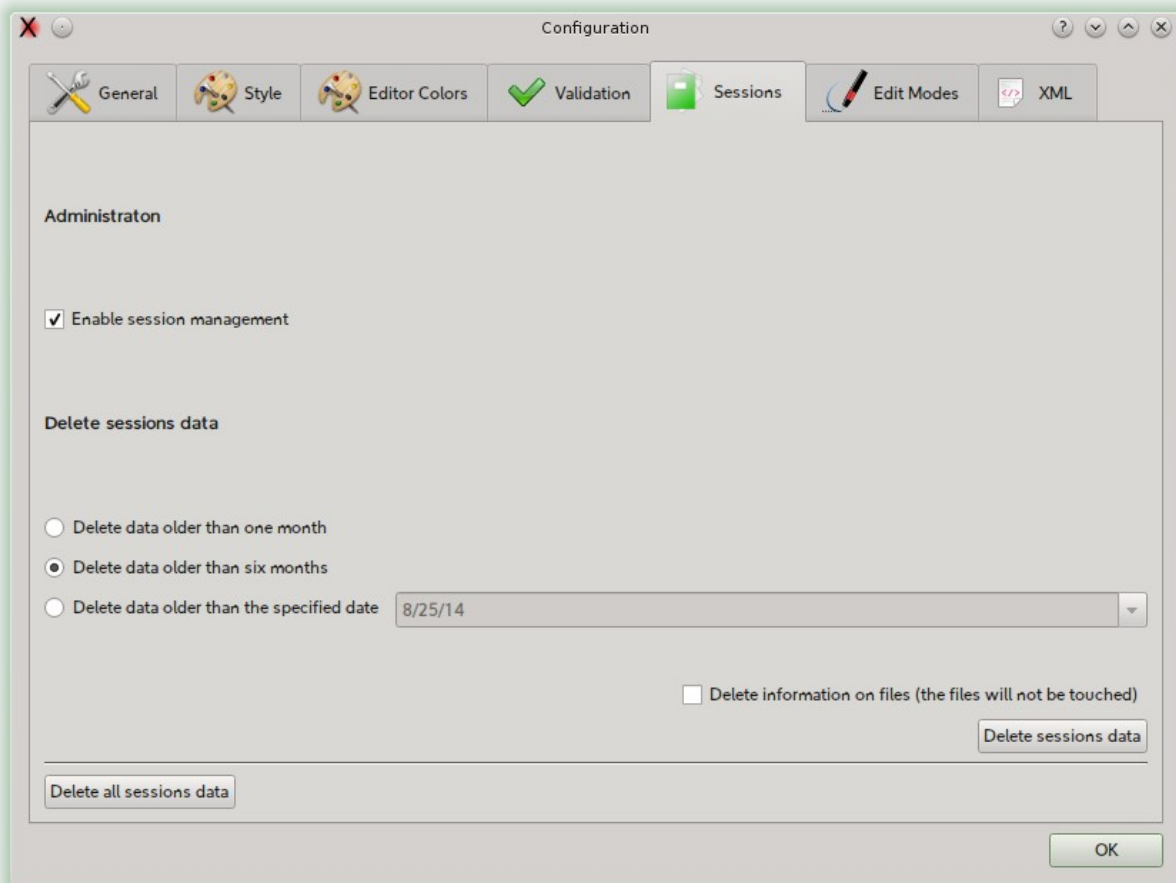 Configuration
General Style Editor Colors Validation Sessions Edit Modes </> XML
Administraton
Enable session management
Delete sessions data
Delete data older than one month
Delete data older than six months
Delete data older than the specified date 8/25/14
Delete information on files (the files will not be touched)
Delete sessions data
Delete all sessions data
OK